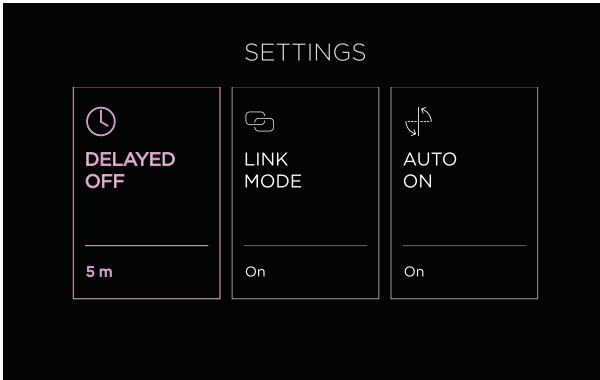 SETTINGS
DELAYED
OFF
5 m
LINK
MODE
On
AUTO
ON
On